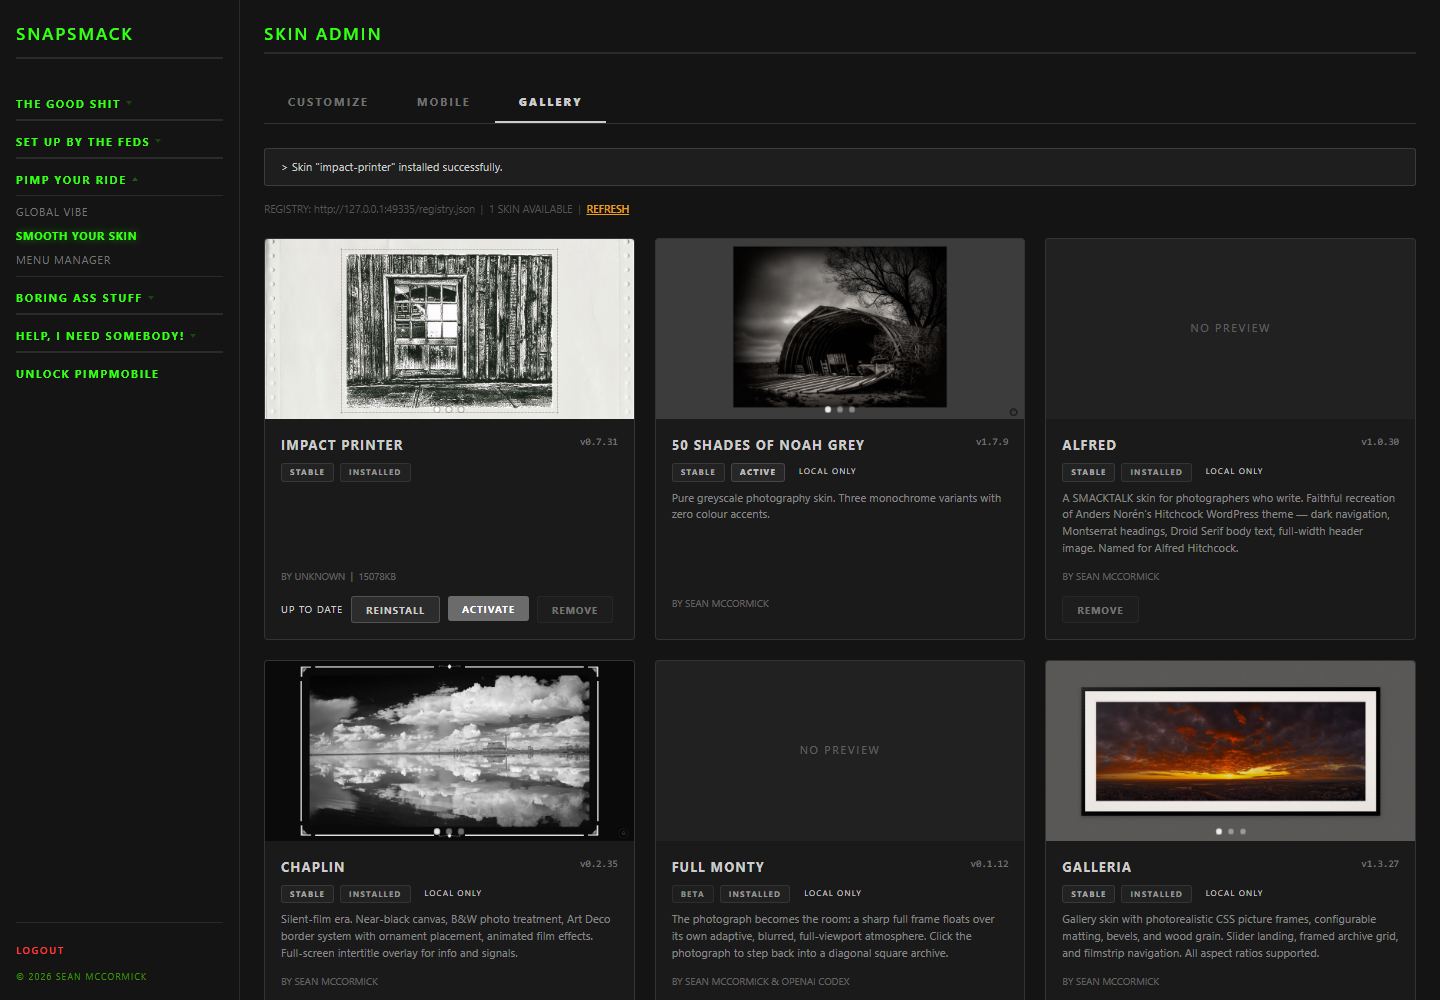 SNAPSMACK
THE GOOD SHIT
SET UP BY THE FEDS
PIMP YOUR RIDE
GLOBAL VIBE
SMOOTH YOUR SKIN
MENU MANAGER
BORING ASS STUFF
HELP, I NEED SOMEBODY!
UNLOCK PIMPMOBILE
LOGOUT
© 2026 SEAN MCCORMICK
SKIN ADMIN
CUSTOMIZE MOBILE GALLERY
> Skin "impact-printer" installed successfully.
REGISTRY: http://127.0.0.1:49335/registry.json | 1 SKIN AVAILABLE | REFRESH
IMPACT PRINTER v0.7.31
STABLE INSTALLED
BY UNKNOWN | 15078KB
UP TO DATE REINSTALL ACTIVATE REMOVE
50 SHADES OF NOAH GREY v1.7.9
STABLE ACTIVE LOCAL ONLY
Pure greyscale photography skin. Three monochrome variants with
zero colour accents.
BY SEAN MCCORMICK
NO PREVIEW
ALFRED v1.0.30
STABLE INSTALLED LOCAL ONLY
A SMACKTALK skin for photographers who write. Faithful recreation
of Anders Norén's Hitchcock WordPress theme — dark navigation,
Montserrat headings, Droid Serif body text, full-width header
image. Named for Alfred Hitchcock.
BY SEAN MCCORMICK
REMOVE
CHAPLIN v0.2.35
STABLE INSTALLED LOCAL ONLY
Silent-film era. Near-black canvas, B&W photo treatment, Art Deco
border system with ornament placement, animated film effects.
Full-screen intertitle overlay for info and signals.
BY SEAN MCCORMICK
NO PREVIEW
FULL MONTY v0.1.12
BETA INSTALLED LOCAL ONLY
The photograph becomes the room: a sharp full frame floats over
its own adaptive, blurred, full-viewport atmosphere. Click the
photograph to step back into a diagonal square archive.
BY SEAN MCCORMICK & OPENAI CODEX
GALLERIA v1.3.27
STABLE INSTALLED LOCAL ONLY
Gallery skin with photorealistic CSS picture frames, configurable
matting, bevels, and wood grain. Slider landing, framed archive grid,
and filmstrip navigation. All aspect ratios supported.
BY SEAN MCCORMICK